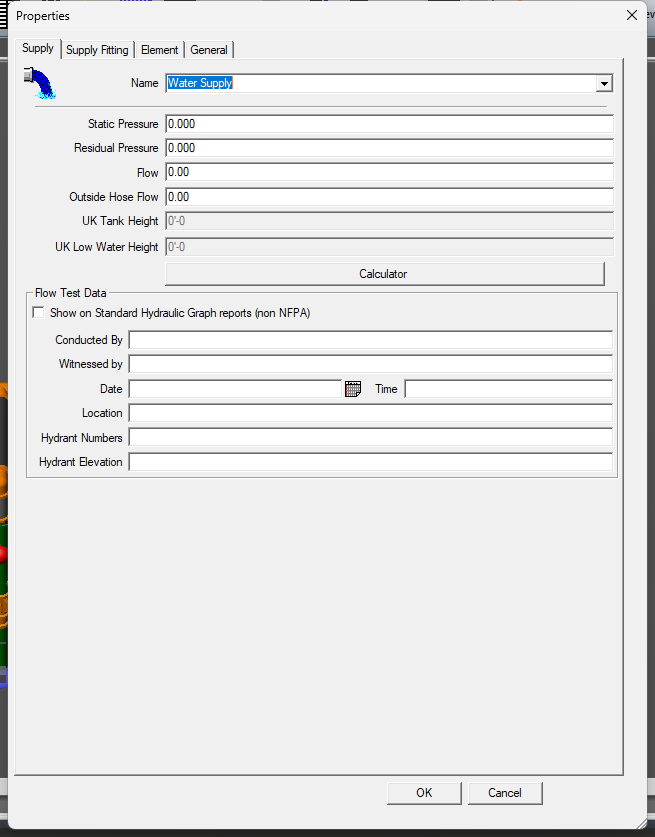 Properties
Supply Supply Fitting Element General
Name Water Supply
Static Pressure 0.000
Residual Pressure 0.000
Flow 0.00
Outside Hose Flow 0.00
UK Tank Height 0'-0
UK Low Water Height 0'-0
Calculator
Flow Test Data
Show on Standard Hydraulic Graph reports (non NFPA)
Conducted By
Witnessed by
Date Time
Location
Hydrant Numbers
Hydrant Elevation
OK Cancel